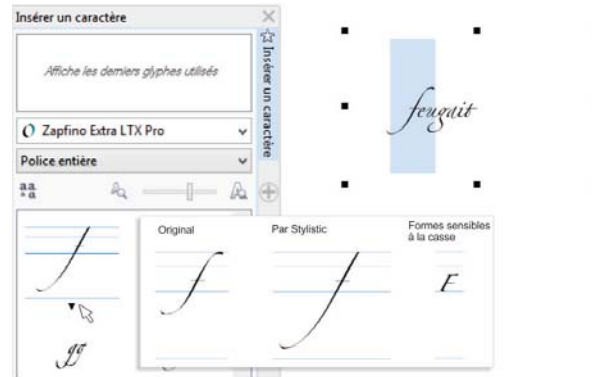 Insérer un caractère
Affiche les derniers glyphes utilisés
Zapfino Extra LTX Pro
Police entière
Insérer un caractère
feugait
Original
Par Stylistic
Formes sensibles
à la casse
f
f
f
F
gg